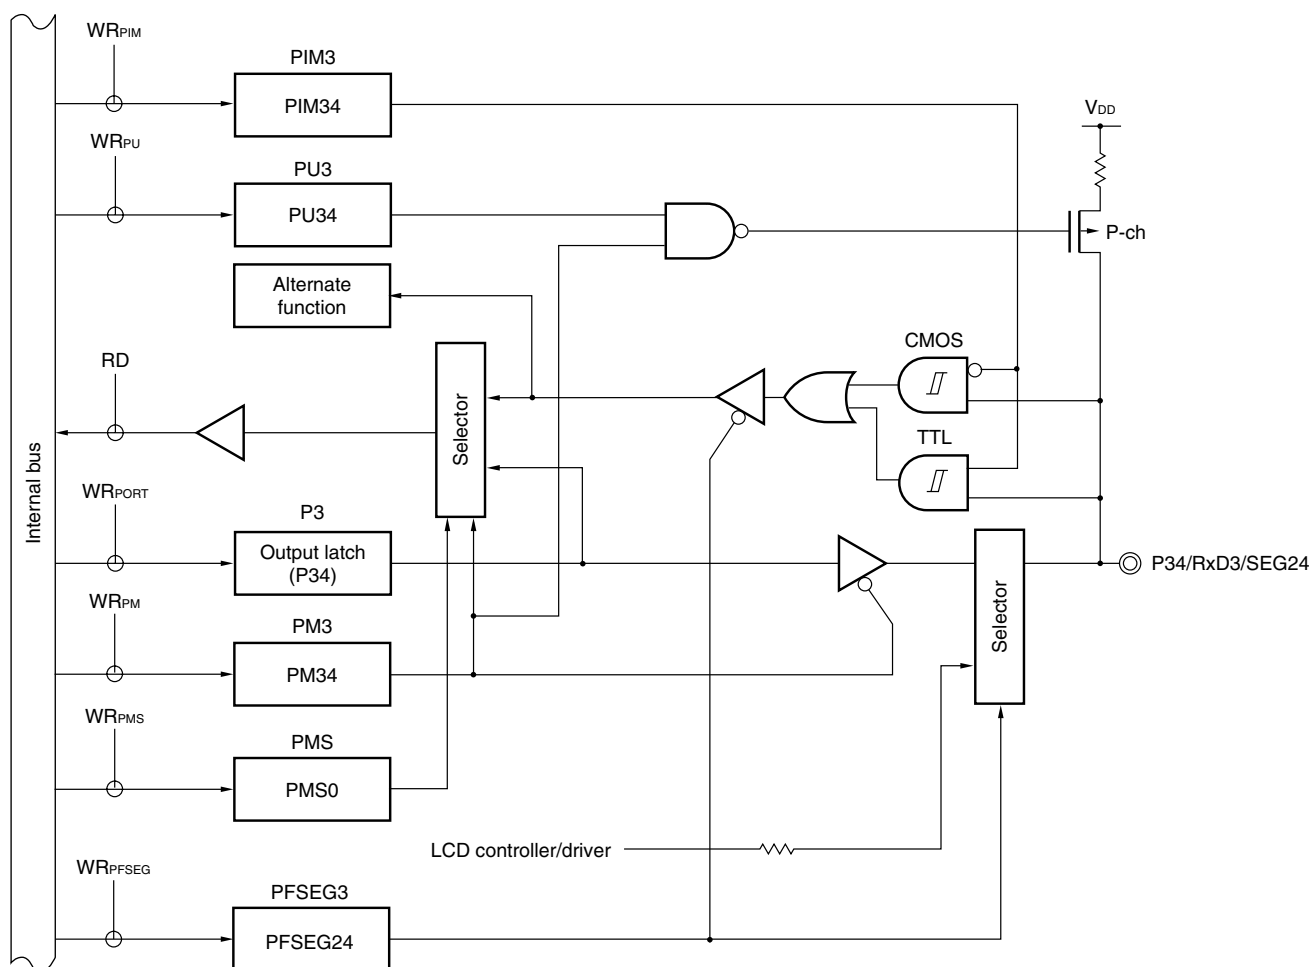 WRPIM
PIM3
PIM34
VDD
WRPU
PU3
PU34
P-ch
Alternate
function
CMOS
RD
Selector
TTL
Internal bus
WRPORT
P3
Output latch
(P34)
P34/RxD3/SEG24
WRPM
PM3
Selector
PM34
WRPMS
PMS
PMS0
LCD controller/driver
WRPFSEG
PFSEG3
PFSEG24